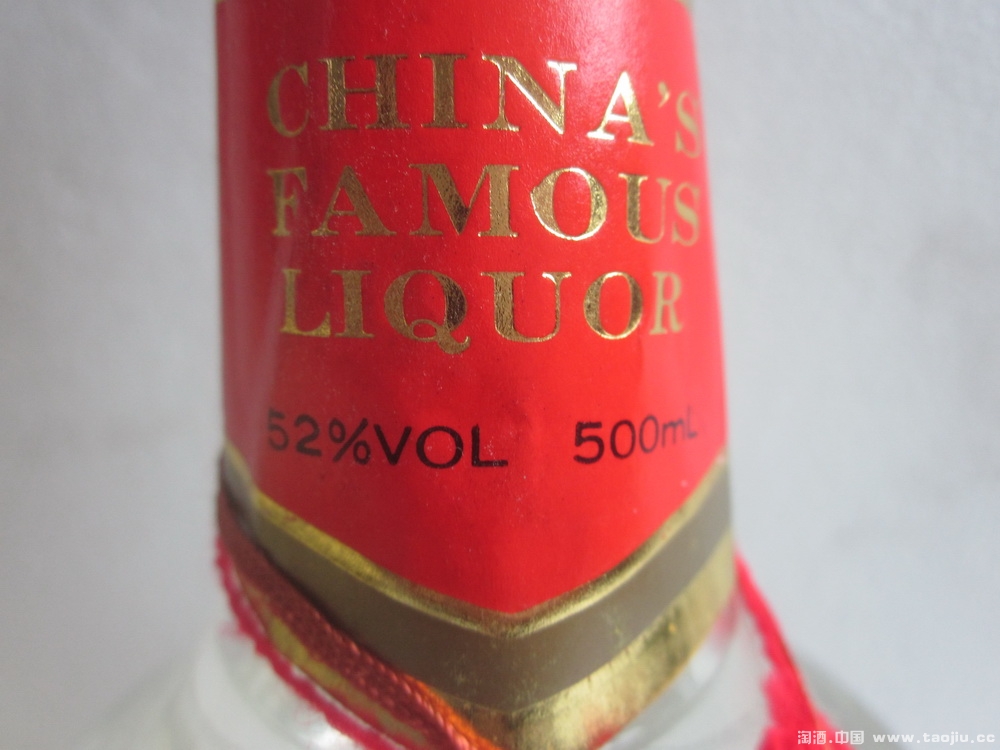 CHINA'S
FAMOUS
LIQUOR
52%VOL 500mL
淘酒.中国 www.taojiu.cc